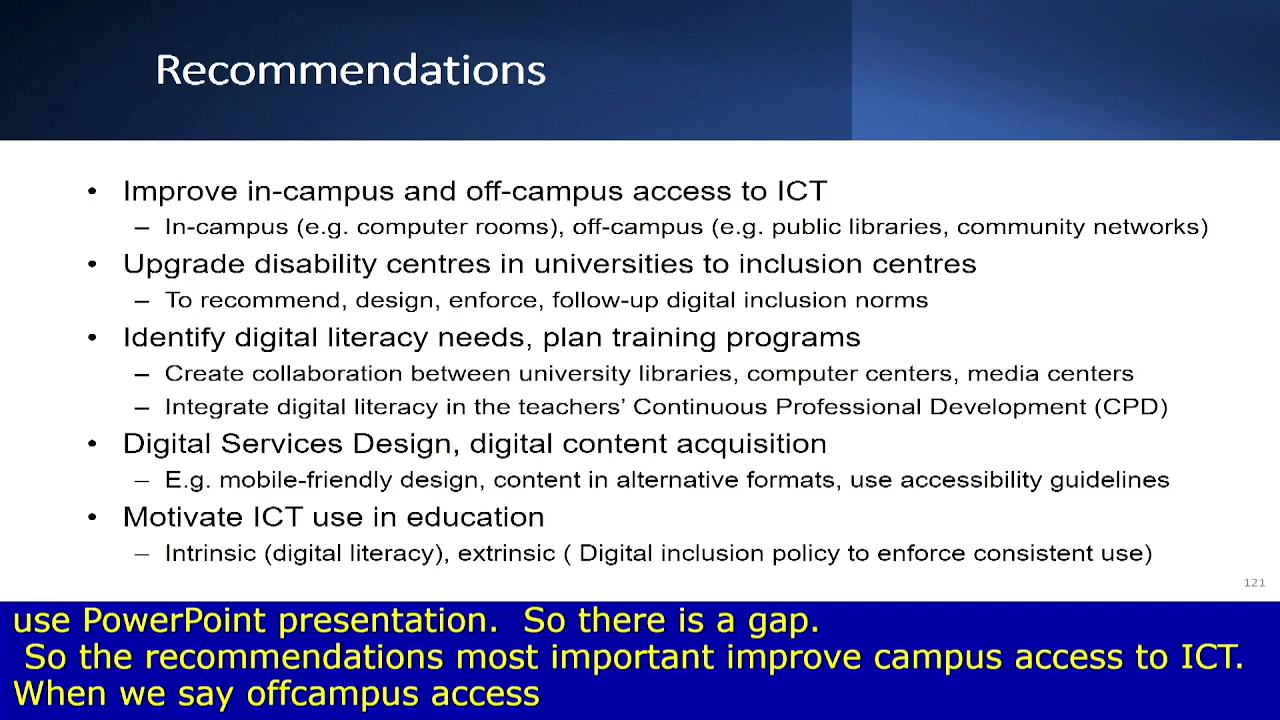 Recommendations
• Improve in-campus and off-campus access to ICT
– In-campus (e.g. computer rooms), off-campus (e.g. public libraries, community networks)
• Upgrade disability centres in universities to inclusion centres
– To recommend, design, enforce, follow-up digital inclusion norms
• Identify digital literacy needs, plan training programs
– Create collaboration between university libraries, computer centers, media centers
– Integrate digital literacy in the teachers’ Continuous Professional Development (CPD)
• Digital Services Design, digital content acquisition
– E.g. mobile-friendly design, content in alternative formats, use accessibility guidelines
• Motivate ICT use in education
– Intrinsic (digital literacy), extrinsic ( Digital inclusion policy to enforce consistent use)
121
use PowerPoint presentation.  So there is a gap.
So the recommendations most important improve campus access to ICT.
When we say offcampus access